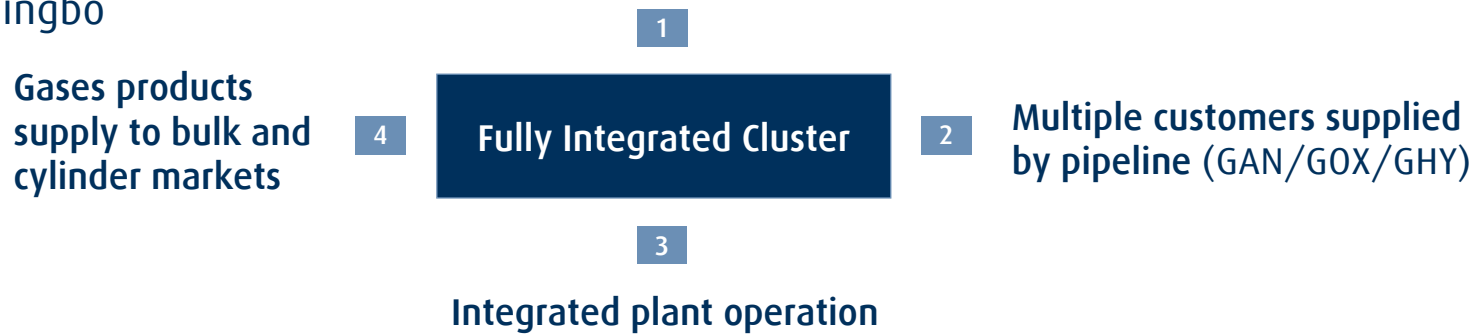 ingbo
1
Gases products
supply to bulk and
cylinder markets
4
Fully Integrated Cluster
2
Multiple customers supplied
by pipeline (GAN/GOX/GHY)
3
Integrated plant operation